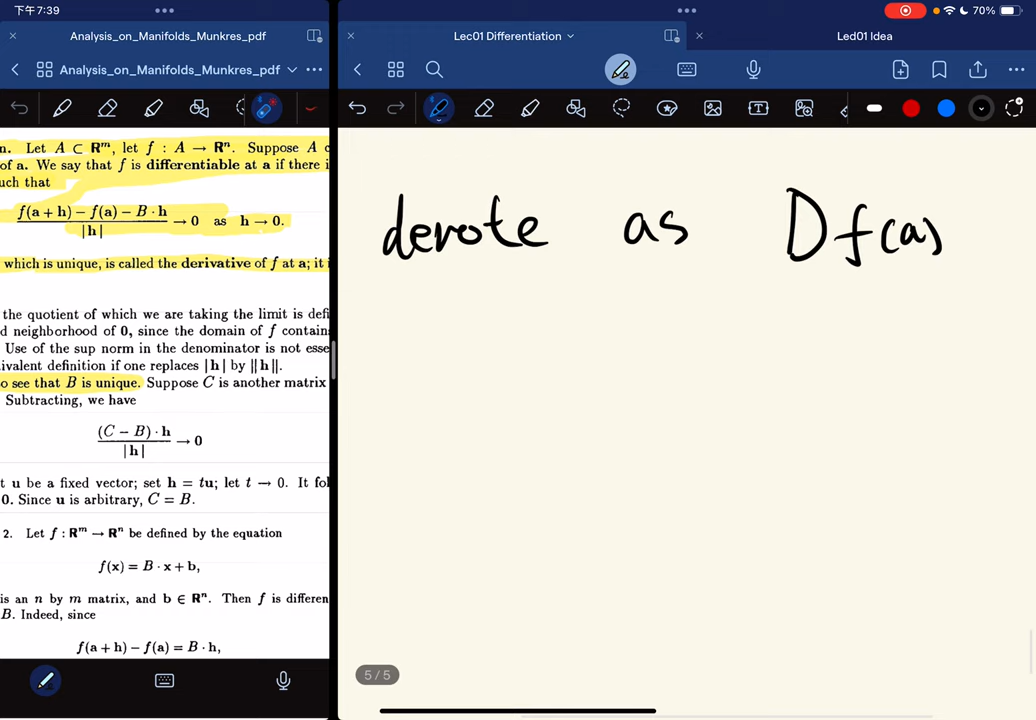 下午7:39
70%
Analysis_on_Manifolds_Munkres_pdf
Analysis_on_Manifolds_Munkres_pdf
n. Let A ⊂ Rᵐ, let f : A → Rⁿ. Suppose A c
of a. We say that f is differentiable at a if there i
uch that
f(a + h) − f(a) − B · h
/ |h| → 0 as h → 0.
which is unique, is called the derivative of f at a; it i
the quotient of which we are taking the limit is defi
d neighborhood of 0, since the domain of f contain
Use of the sup norm in the denominator is not esse
ivalent definition if one replaces |h| by ‖h‖.
o see that B is unique. Suppose C is another matrix
Subtracting, we have
(C − B) · h
/ |h| → 0
t u be a fixed vector; set h = tu; let t → 0. It fol
0. Since u is arbitrary, C = B.
2. Let f : Rᵐ → Rⁿ be defined by the equation
f(x) = B · x + b,
is an n by m matrix, and b ∈ Rⁿ. Then f is differen
B. Indeed, since
f(a + h) − f(a) = B · h,
Lec01 Differentiation
Led01 Idea
denote as Df(a)
5 / 5